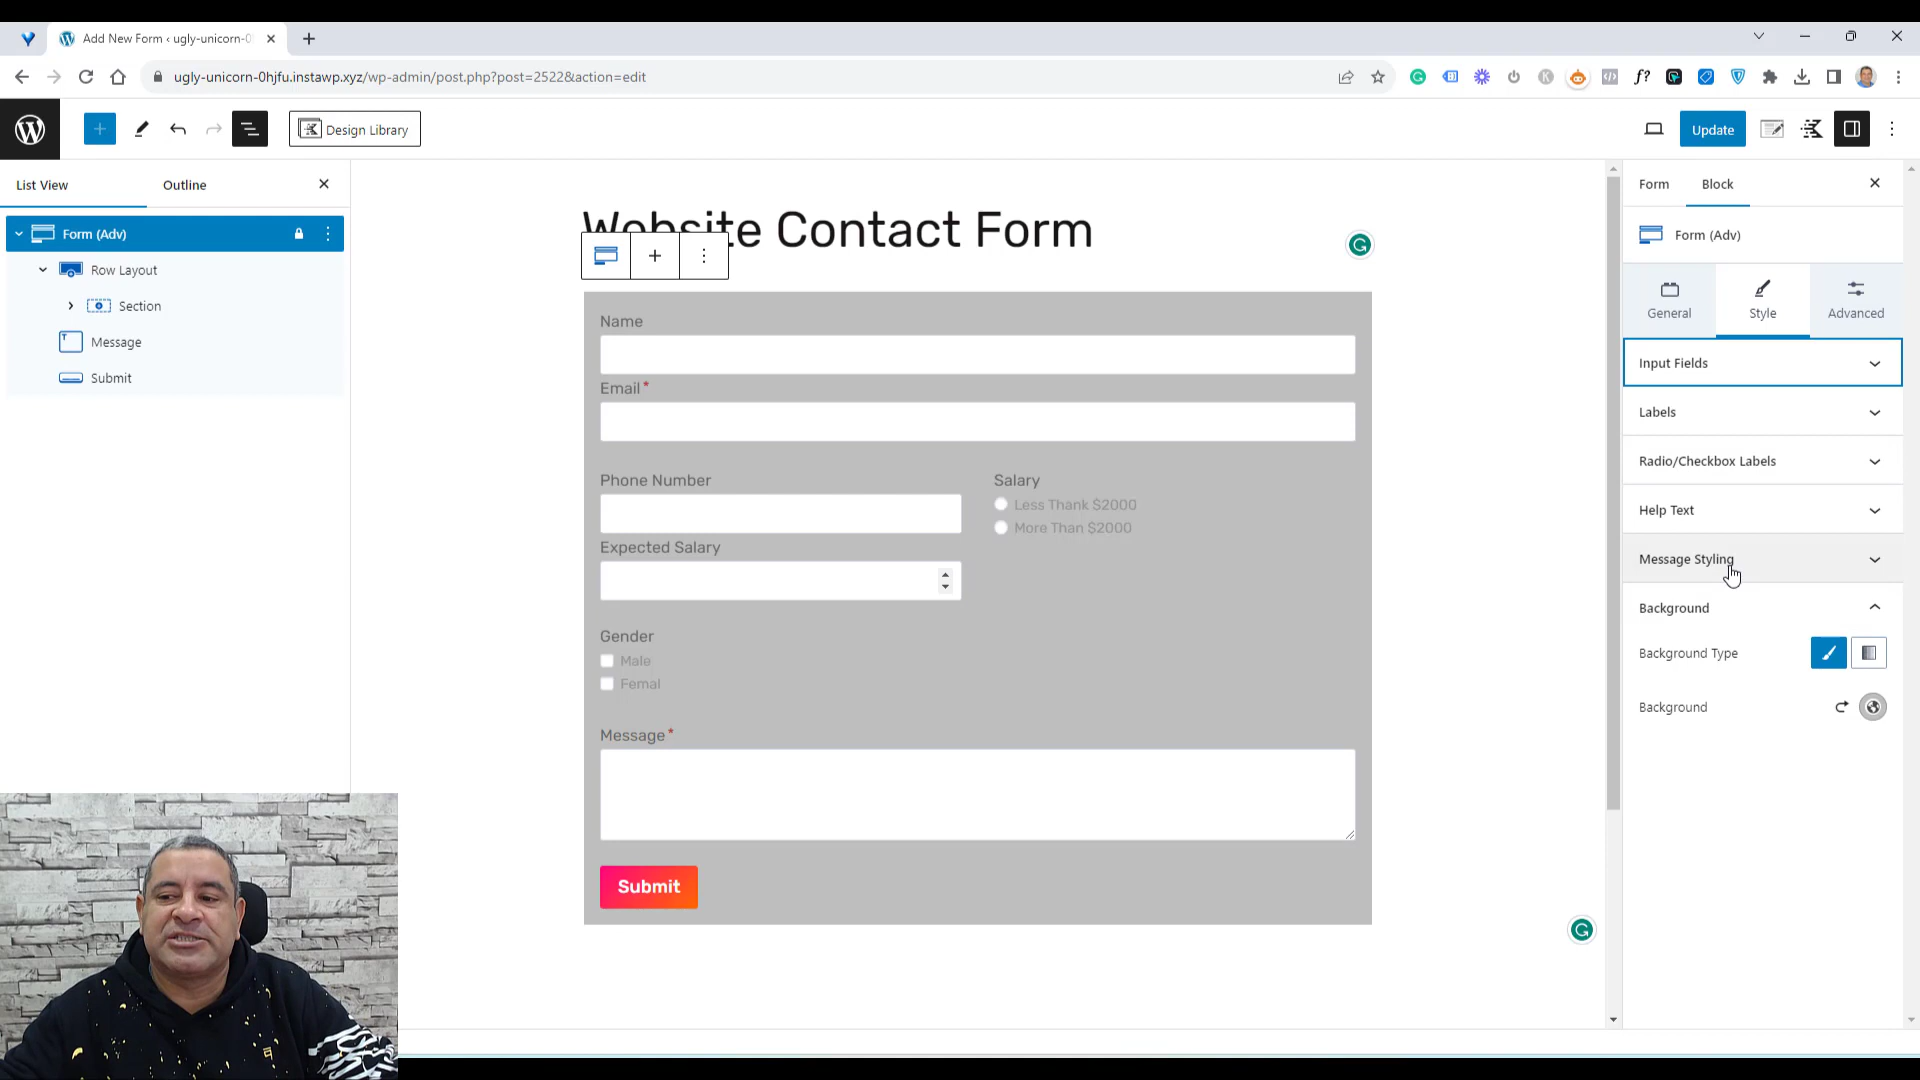 Add New Form ‹ ugly-unicorn-0
ugly-unicorn-0hjfu.instawp.xyz/wp-admin/post.php?post=2522&action=edit
Design Library
Update
List View
Outline
Form (Adv)
Row Layout
Section
Message
Submit
Website Contact Form
Name
Email*
Phone Number
Salary
Less Thank $2000
More Than $2000
Expected Salary
Gender
Male
Femal
Message*
Submit
Form
Block
Form (Adv)
General
Style
Advanced
Input Fields
Labels
Radio/Checkbox Labels
Help Text
Message Styling
Background
Background Type
Background